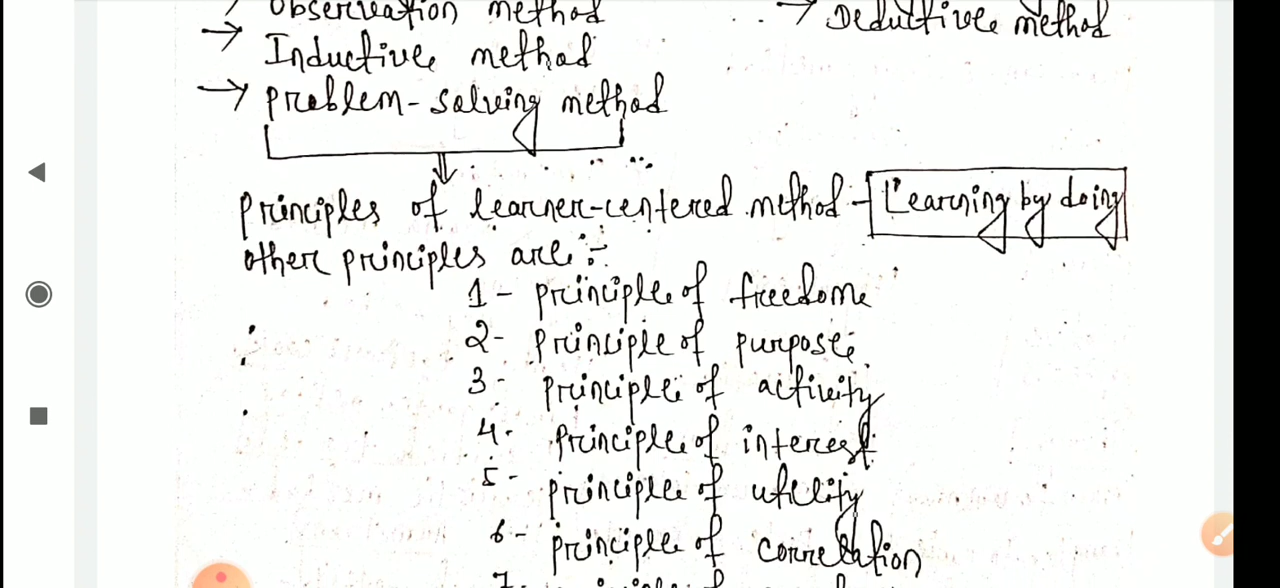 → Observation method → Deductive method
→ Inductive method
→ Problem-solving method
Principles of learner-centered method - Learning by doing
other principles are :-
1 - principle of freedome
2- principle of purpose
3 - principle of activity
4. principle of interest
5 - principle of utility
6 - principle of correlation
7